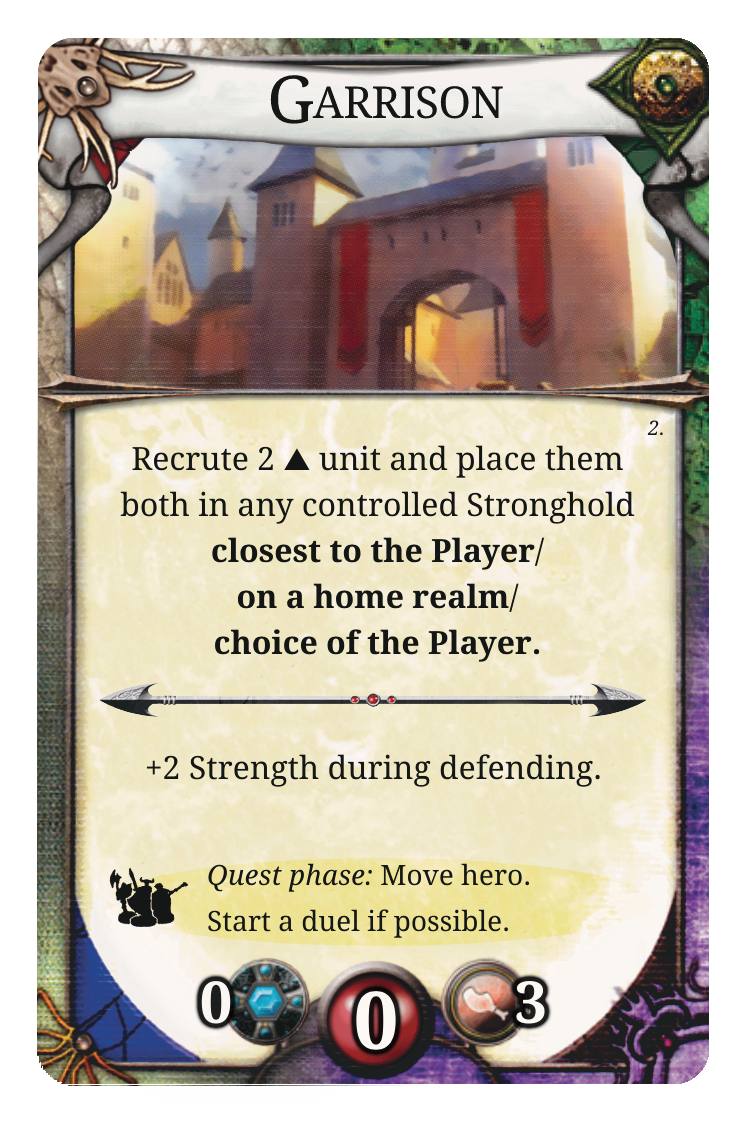 Garrison
2.
Recrute 2 ▲ unit and place them
both in any controlled Stronghold
closest to the Player/
on a home realm/
choice of the Player.
+2 Strength during defending.
Quest phase: Move hero.
Start a duel if possible.
0 0 3